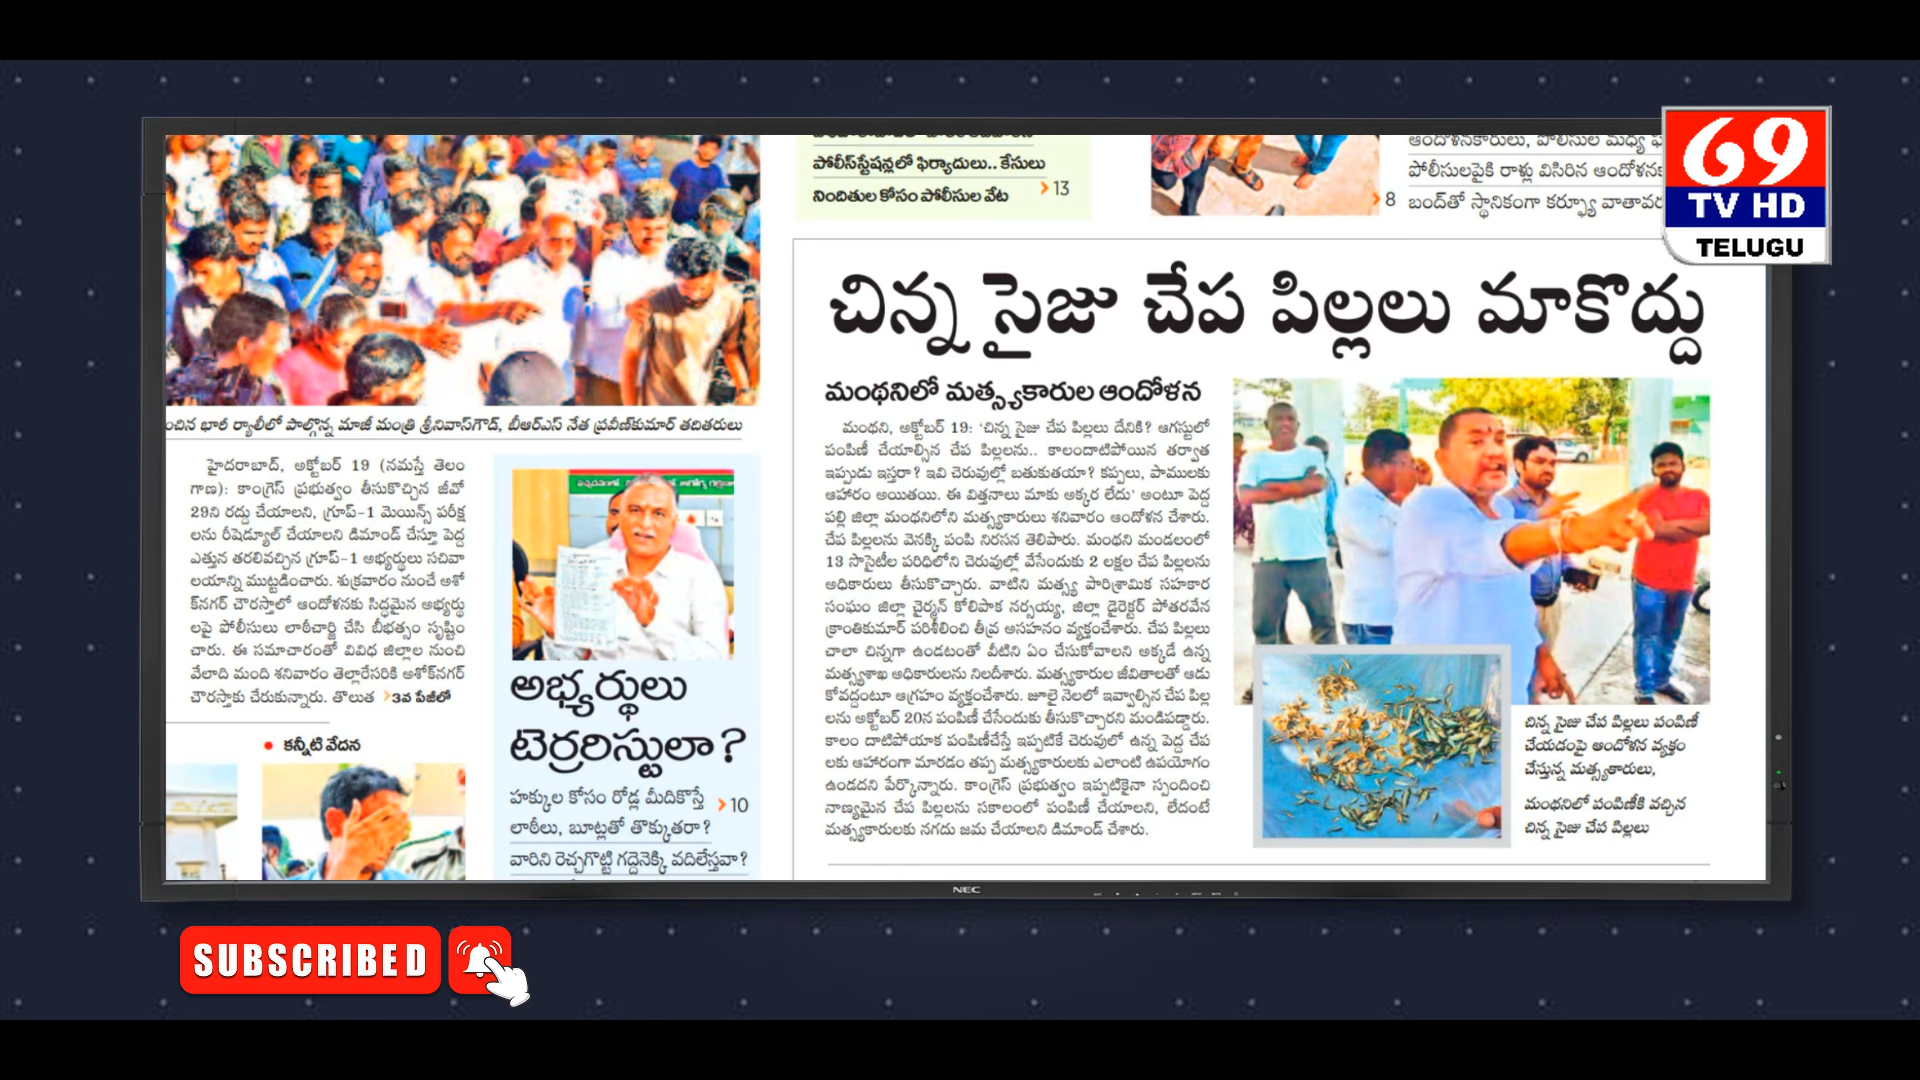 పోలీస్‌స్టేషన్లలో ఫిర్యాదులు.. కేసులు
నిందితుల కోసం పోలీసుల వేట
13
8
ఆందోళనకారులు, పోలీసుల మధ్య
పోలీసులపైకి రాళ్లు విసిరిన
బంద్‌తో స్థానికంగా కర్ఫ్యూ
69
TV HD
TELUGU
భారీ ర్యాలీలో పాల్గొన్న మాజీ మంత్రి శ్రీనివాస్‌గౌడ్, బీఆర్ఎస్ నేత ప్రవీణ్‌కుమార్ తదితరులు
హైదరాబాద్, అక్టోబర్ 19 (నమస్తే తెలం
గాణ): కాంగ్రెస్ ప్రభుత్వం తీసుకొచ్చిన జీవో
29ని రద్దు చేయాలని, గ్రూప్-1 మెయిన్స్ పరీక్ష
లను రీషెడ్యూల్ చేయాలని డిమాండ్ చేస్తూ పెద్ద
ఎత్తున తరలివచ్చిన గ్రూప్-1 అభ్యర్థులు సచివా
లయాన్ని ముట్టడించారు. శుక్రవారం నుంచే అశో
క్‌నగర్ చౌరస్తాలో ఆందోళనకు సిద్ధమైన అభ్యర్థు
లపై పోలీసులు లాఠీచార్జి చేసి బీభత్సం సృష్టిం
చారు. ఈ సమాచారంతో వివిధ జిల్లాల నుంచి
వేలాది మంది శనివారం తెల్లారేసరికి అశోక్‌నగర్
చౌరస్తాకు చేరుకున్నారు. తొలుత 3వ పేజీలో
కన్నీటి వేదన
అభ్యర్థులు
టెర్రరిస్టులా?
హక్కుల కోసం రోడ్ల మీదికొస్తే
10
లాఠీలు, బూట్లతో తొక్కుతరా?
వారిని రెచ్చగొట్టి గద్దెనెక్కి వదిలేస్తవా?
చిన్న సైజు చేప పిల్లలు మాకొద్దు
మంథనిలో మత్స్యకారుల ఆందోళన
మంథని, అక్టోబర్ 19: 'చిన్న సైజు చేప పిల్లలు దేనికి? ఆగస్టులో
పంపిణీ చేయాల్సిన చేప పిల్లలను.. కాలందాటిపోయిన తర్వాత
ఇప్పుడు ఇస్తరా? ఇవి చెరువుల్లో బతుకుతయా? కప్పలు, పాములకు
ఆహారం అయితయి. ఈ విత్తనాలు మాకు అక్కర లేదు' అంటూ పెద్ద
పల్లి జిల్లా మంథనిలోని మత్స్యకారులు శనివారం ఆందోళన చేశారు.
చేప పిల్లలను వెనక్కి పంపి నిరసన తెలిపారు. మంథని మండలంలో
13 సొసైటీల పరిధిలోని చెరువుల్లో వేసేందుకు 2 లక్షల చేప పిల్లలను
అధికారులు తీసుకొచ్చారు. వాటిని మత్స్య పారిశ్రామిక సహకార
సంఘం జిల్లా చైర్మన్ కోలిపాక నర్సయ్య, జిల్లా డైరెక్టర్ పోతరవేన
క్రాంతికుమార్ పరిశీలించి తీవ్ర అసహనం వ్యక్తంచేశారు. చేప పిల్లలు
చాలా చిన్నగా ఉండటంతో వీటిని ఏం చేసుకోవాలని అక్కడే ఉన్న
మత్స్యశాఖ అధికారులను నిలదీశారు. మత్స్యకారుల జీవితాలతో ఆడు
కోవద్దంటూ ఆగ్రహం వ్యక్తంచేశారు. జూలై నెలలో ఇవ్వాల్సిన చేప పిల్ల
లను అక్టోబర్ 20న పంపిణీ చేసేందుకు తీసుకొచ్చారని మండిపడ్డారు.
కాలం దాటిపోయాక పంపిణీచేస్తే ఇప్పటికే చెరువులో ఉన్న పెద్ద చేప
లకు ఆహారంగా మారడం తప్ప మత్స్యకారులకు ఎలాంటి ఉపయోగం
ఉండదని పేర్కొన్నారు. కాంగ్రెస్ ప్రభుత్వం ఇప్పటికైనా స్పందించి
నాణ్యమైన చేప పిల్లలను సకాలంలో పంపిణీ చేయాలని, లేదంటే
మత్స్యకారులకు నగదు జమ చేయాలని డిమాండ్ చేశారు.
చిన్న సైజు చేప పిల్లలు పంపిణీ
చేయడంపై ఆందోళన వ్యక్తం
చేస్తున్న మత్స్యకారులు,
మంథనిలో పంపిణీకి వచ్చిన
చిన్న సైజు చేప పిల్లలు
NEC
SUBSCRIBED